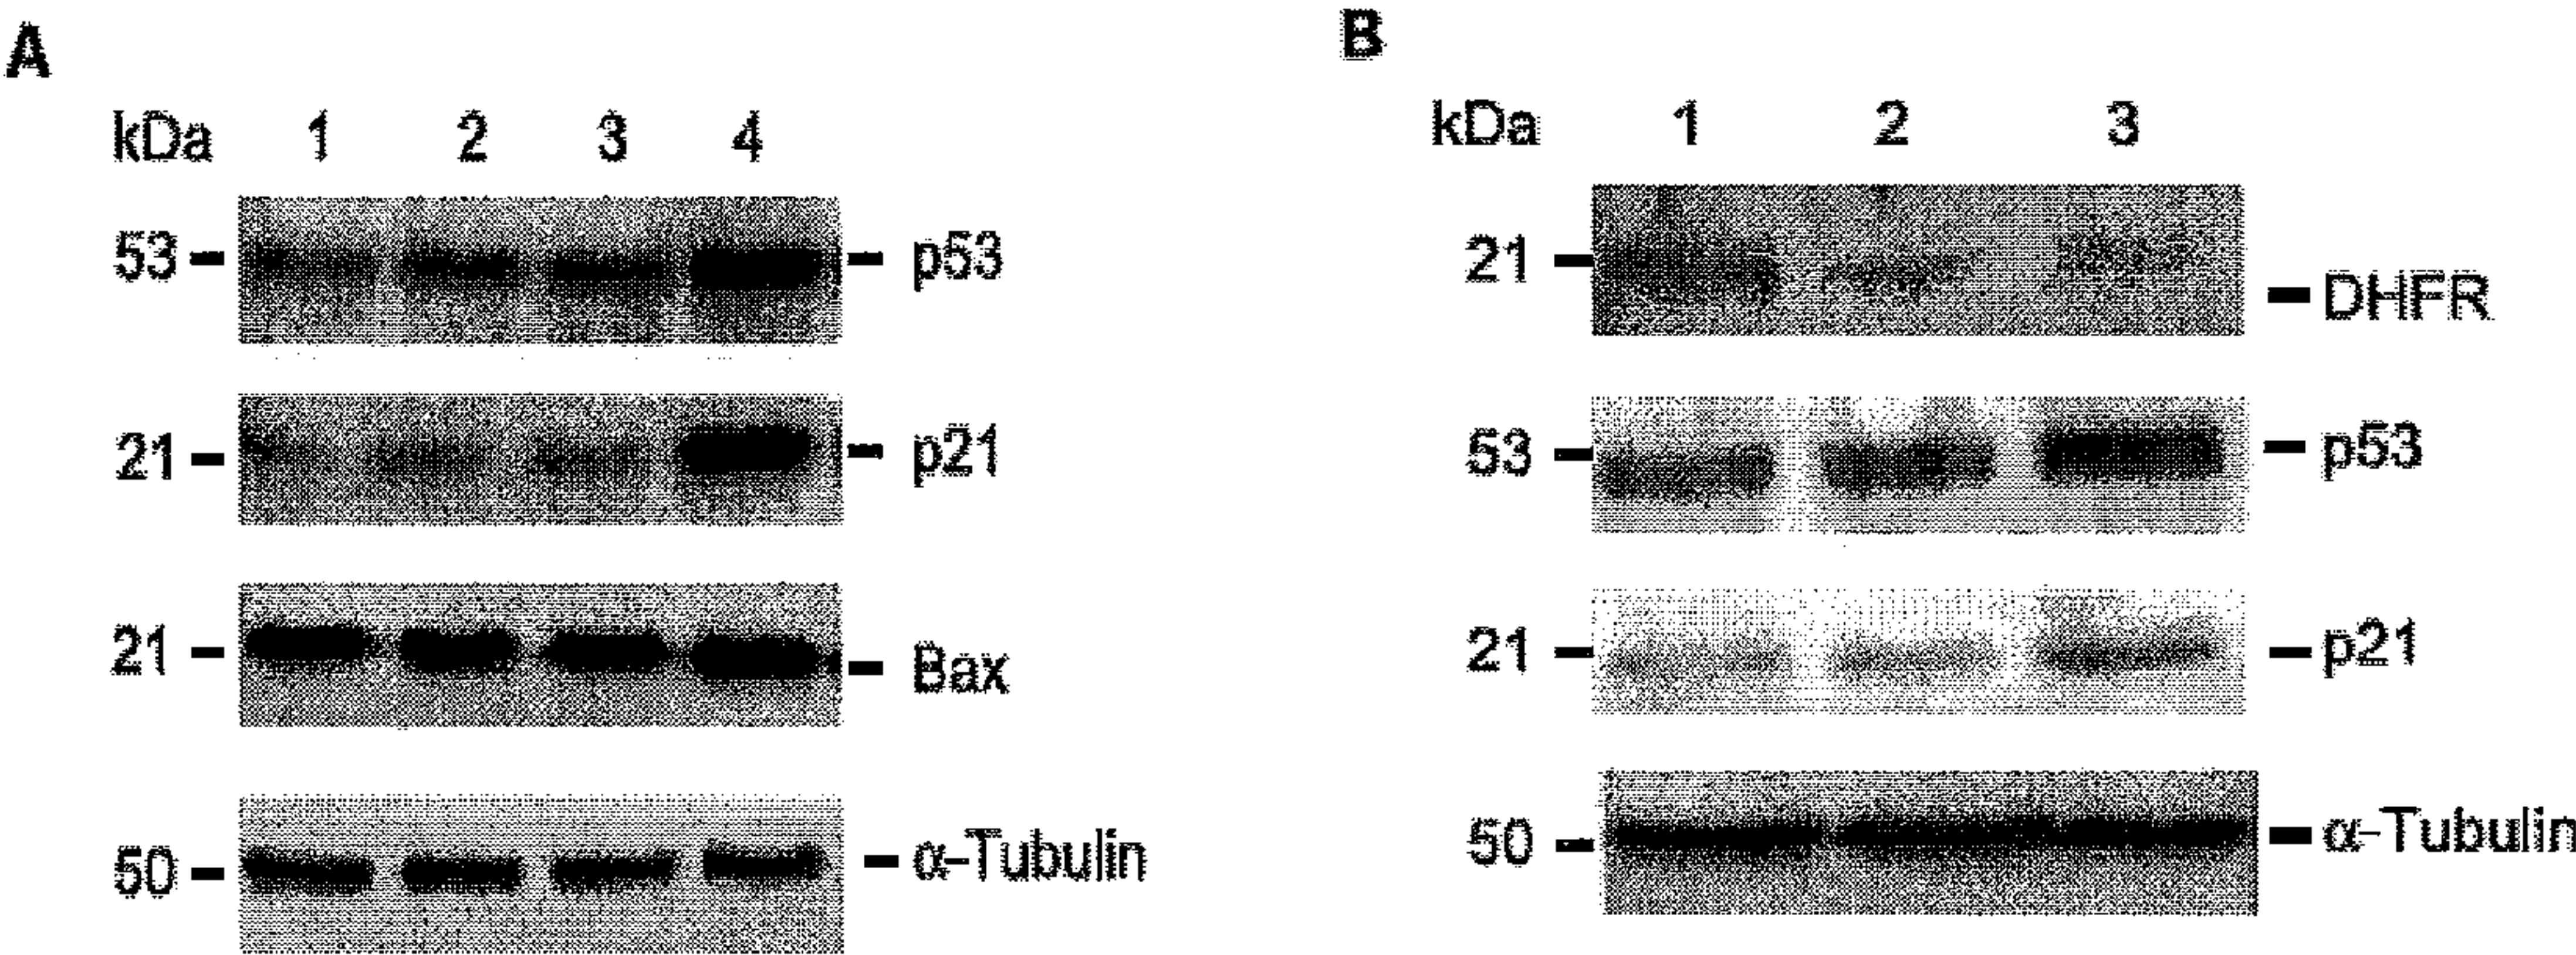 A
kDa 1 2 3 4
53 p53
21 p21
21 Bax
50 α-Tubulin
B
kDa 1 2 3
21 DHFR
53 p53
21 p21
50 α-Tubulin